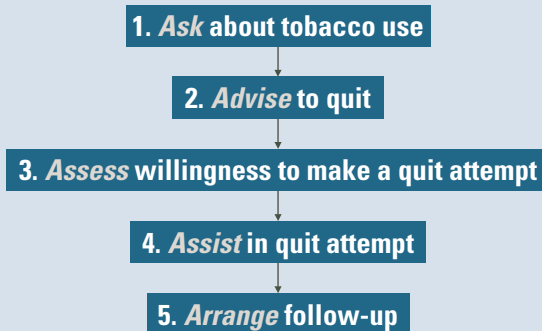 1. Ask about tobacco use
2. Advise to quit
3. Assess willingness to make a quit attempt
4. Assist in quit attempt
5. Arrange follow-up